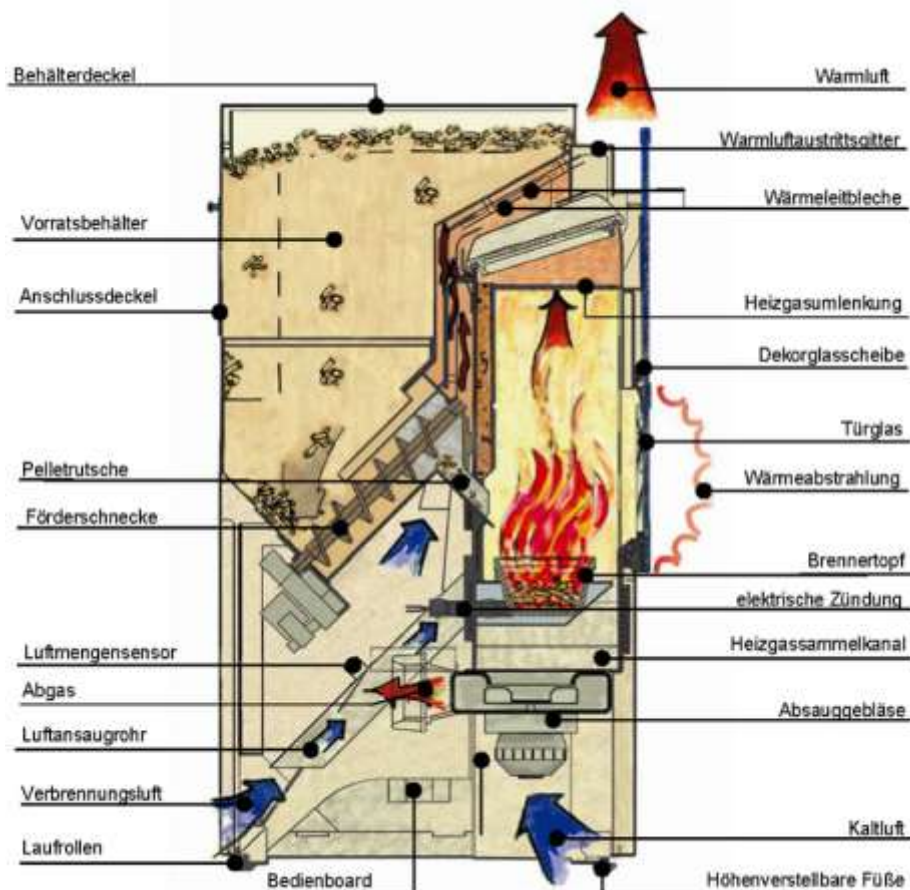 Behälterdeckel
Vorratsbehälter
Anschlussdeckel
Pelletrutsche
Förderschnecke
Luftmengensensor
Abgas
Luftansaugrohr
Verbrennungsluft
Laufrollen
Bedienboard
Warmluft
Warmluftaustrittsgitter
Wärmeleitbleche
Heizgasumlenkung
Dekorglasscheibe
Türglas
Wärmeabstrahlung
Brennertopf
elektrische Zündung
Heizgassammelkanal
Absauggebläse
Kaltluft
Höhenverstellbare Füße